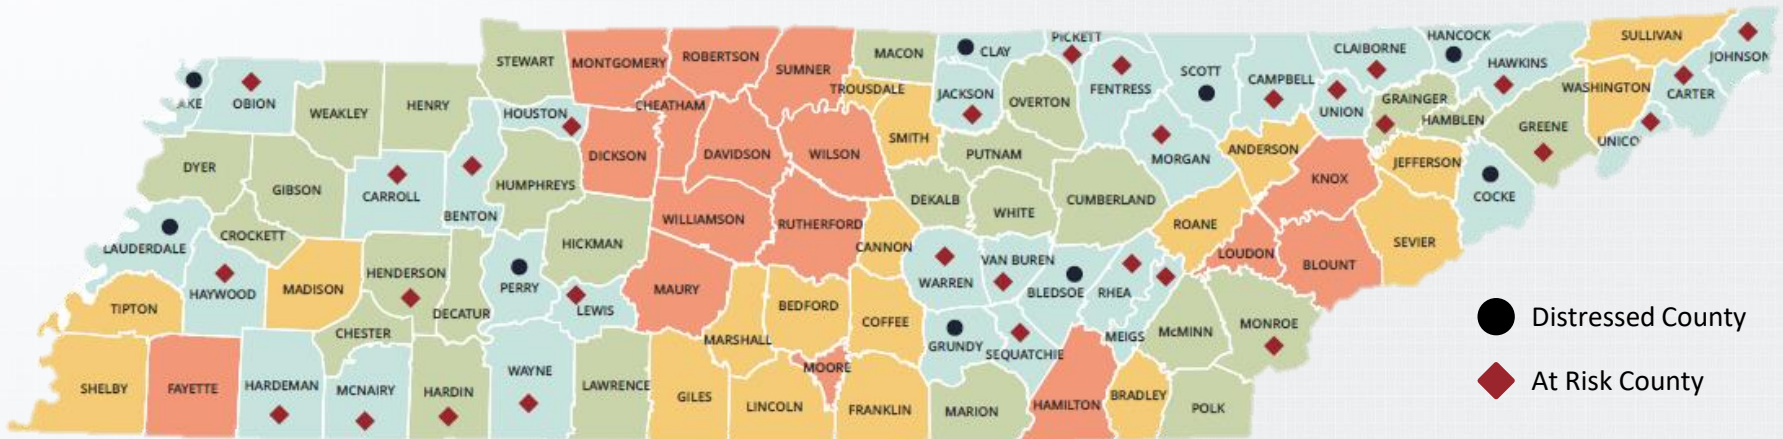 STEWART
MONTGOMERY
ROBERTSON
SUMNER
MACON
CLAY
PICKETT
FENTRESS
SCOTT
CAMPBELL
CLAIBORNE
HANCOCK
HAWKINS
SULLIVAN
JOHNSON
AKE
OBION
WEAKLEY
HENRY
HOUSTON
CHEATHAM
TROUSDALE
JACKSON
OVERTON
UNION
GRAINGER
HAMBLEN
WASHINGTON
CARTER
GREENE
UNICO
DYER
GIBSON
CARROLL
BENTON
HUMPHREYS
DICKSON
DAVIDSON
WILSON
SMITH
PUTNAM
MORGAN
ANDERSON
KNOX
JEFFERSON
COCKE
LAUDERDALE
CROCKETT
HICKMAN
WILLIAMSON
RUTHERFORD
CANNON
DEKALB
WHITE
CUMBERLAND
ROANE
LOUDON
BLOUNT
SEVIER
TIPTON
HAYWOOD
MADISON
HENDERSON
DECATUR
PERRY
LEWIS
MAURY
BEDFORD
COFFEE
WARREN
VAN BUREN
BLEDSOE
RHEA
MEIGS
McMINN
MONROE
CHESTER
MARSHALL
MOORE
GRUNDY
SEQUATCHIE
SHELBY
FAYETTE
HARDEMAN
MCNAIRY
HARDIN
WAYNE
LAWRENCE
GILES
LINCOLN
FRANKLIN
MARION
HAMILTON
BRADLEY
POLK
Distressed County
At Risk County